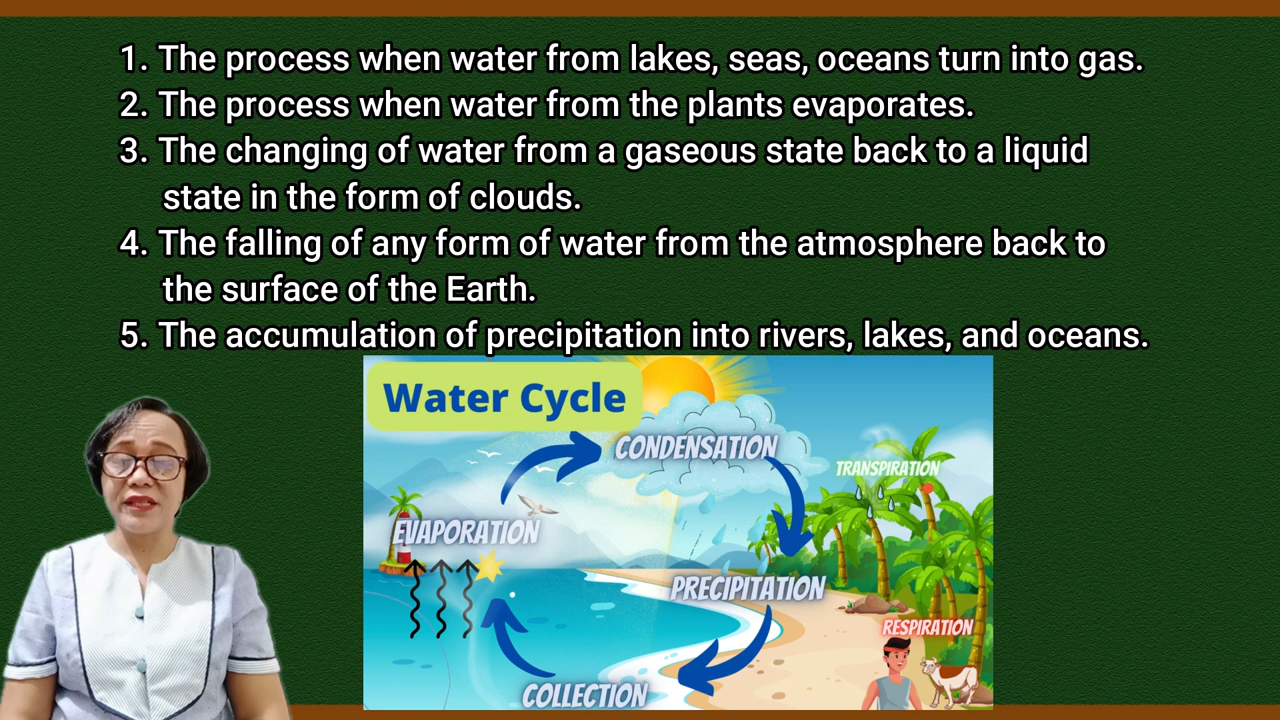 1. The process when water from lakes, seas, oceans turn into gas.
2. The process when water from the plants evaporates.
3. The changing of water from a gaseous state back to a liquid
state in the form of clouds.
4. The falling of any form of water from the atmosphere back to
the surface of the Earth.
5. The accumulation of precipitation into rivers, lakes, and oceans.
Water Cycle
CONDENSATION
TRANSPIRATION
EVAPORATION
PRECIPITATION
RESPIRATION
COLLECTION